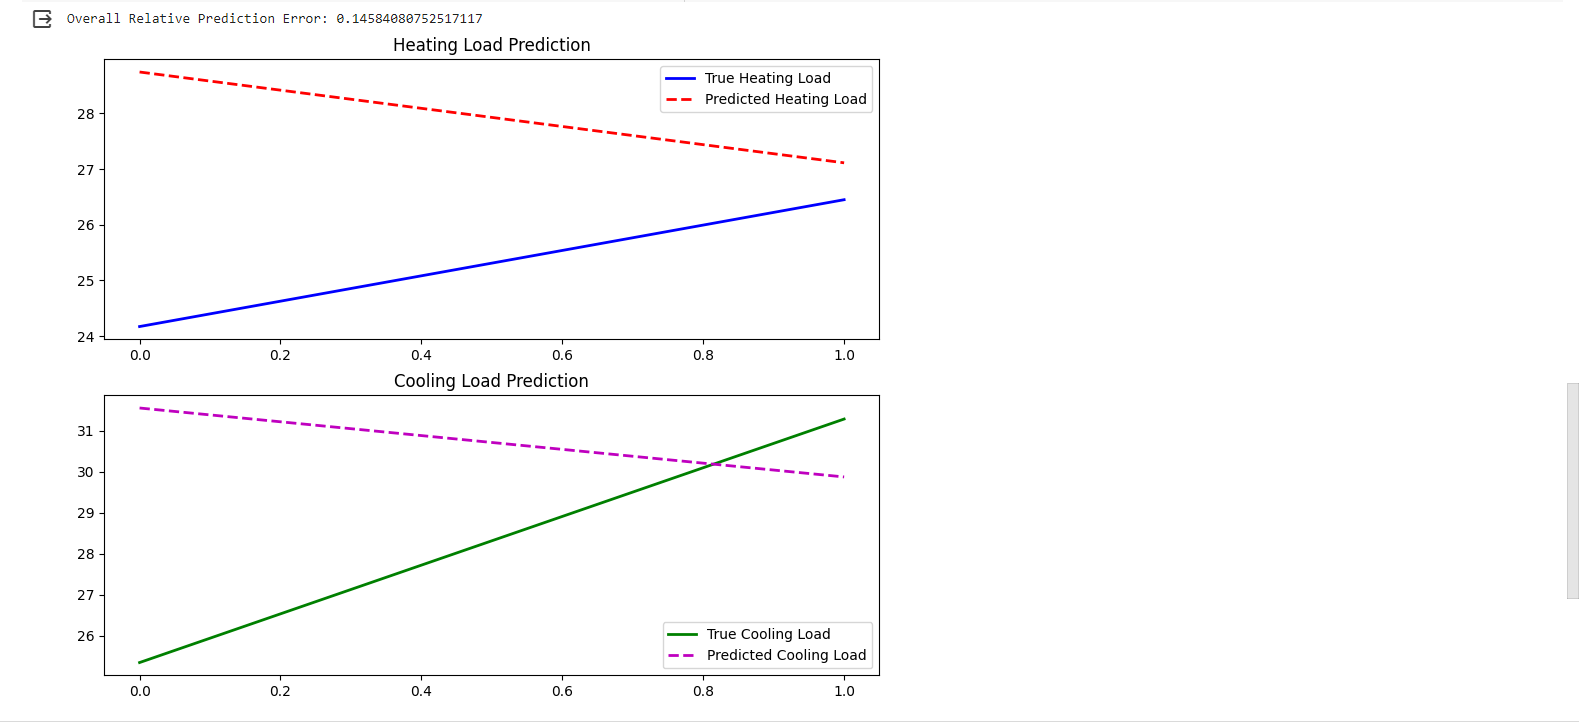 Overall Relative Prediction Error: 0.14584080752517117
Heating Load Prediction
True Heating Load
Predicted Heating Load
28
27
26
25
24
0.0 0.2 0.4 0.6 0.8 1.0
Cooling Load Prediction
31
30
29
28
27
26
True Cooling Load
Predicted Cooling Load
0.0 0.2 0.4 0.6 0.8 1.0